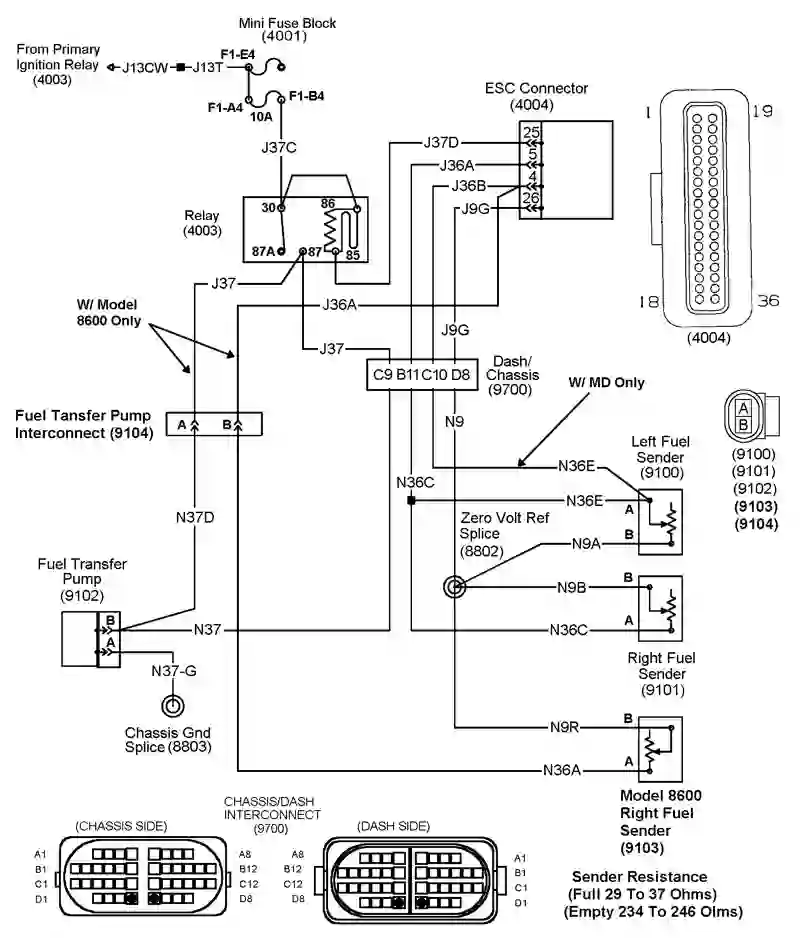 Mini Fuse Block
(4001)
From Primary
Ignition Relay
(4003)
J13CW
J13T
F1-E4
F1-A4
F1-B4
10A
J37C
ESC Connector
(4004)
25
5
4
26
J37D
J36A
J36B
J9G
1
19
18
36
(4004)
Relay
(4003)
30
86
87A
87
85
W/ Model
8600 Only
J37
J36A
J37
J9G
C9 B11 C10 D8
Dash/
Chassis
(9700)
W/ MD Only
Fuel Tansfer Pump
Interconnect (9104)
A
B
N9
A
B
(9100)
(9101)
(9102)
(9103)
(9104)
Left Fuel
Sender
(9100)
N36E
N36C
N36E
A
B
N37D
Zero Volt Ref
Splice
(8802)
N9A
Fuel Transfer
Pump
(9102)
B
A
N9B
B
A
N37
N36C
Right Fuel
Sender
(9101)
N37-G
Chassis Gnd
Splice (8803)
N9R
B
A
N36A
Model 8600
Right Fuel
Sender
(9103)
CHASSIS/DASH
INTERCONNECT
(9700)
(CHASSIS SIDE)
(DASH SIDE)
A1
A8
A8
A1
B1
B12
B12
B1
C1
C12
C12
C1
D1
D8
D8
D1
Sender Resistance
(Full 29 To 37 Ohms)
(Empty 234 To 246 Olms)